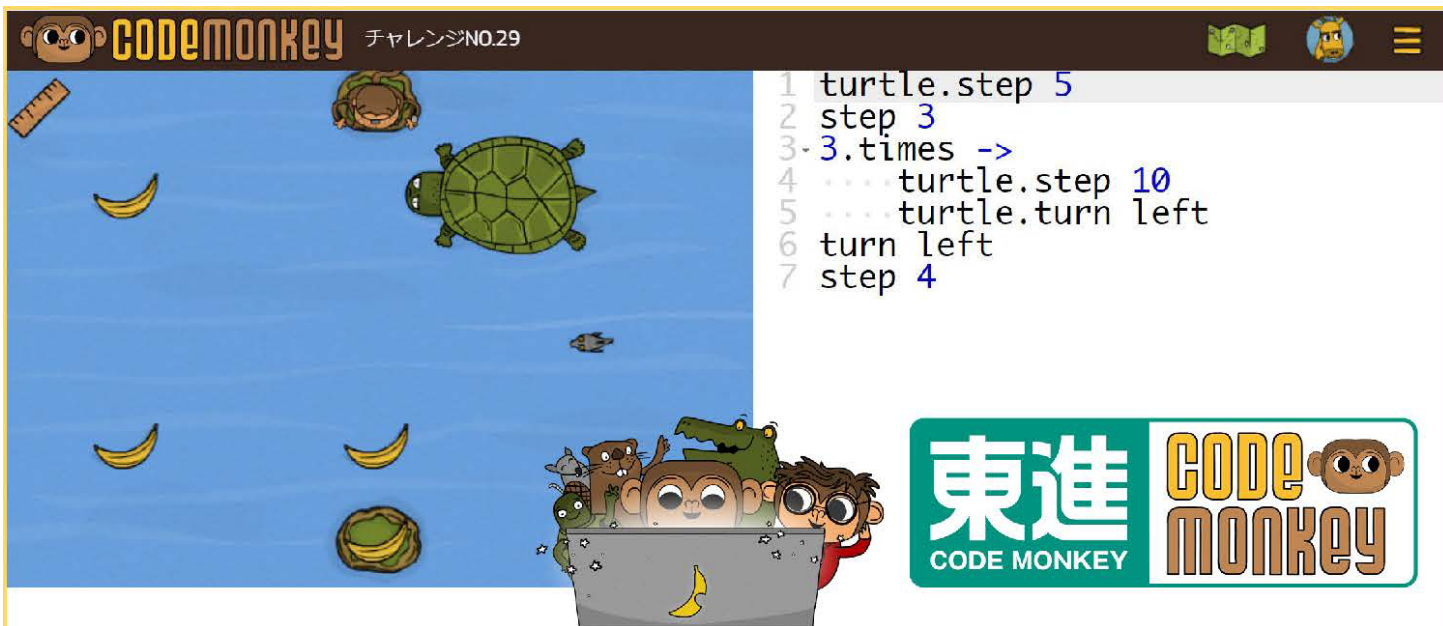 CODEMONKEY チャレンジNO.29
1 turtle.step 5
2 step 3
3 3.times ->
4 ····turtle.step 10
5 ····turtle.turn left
6 turn left
7 step 4
東進
CODE MONKEY
CODE
MONKEY